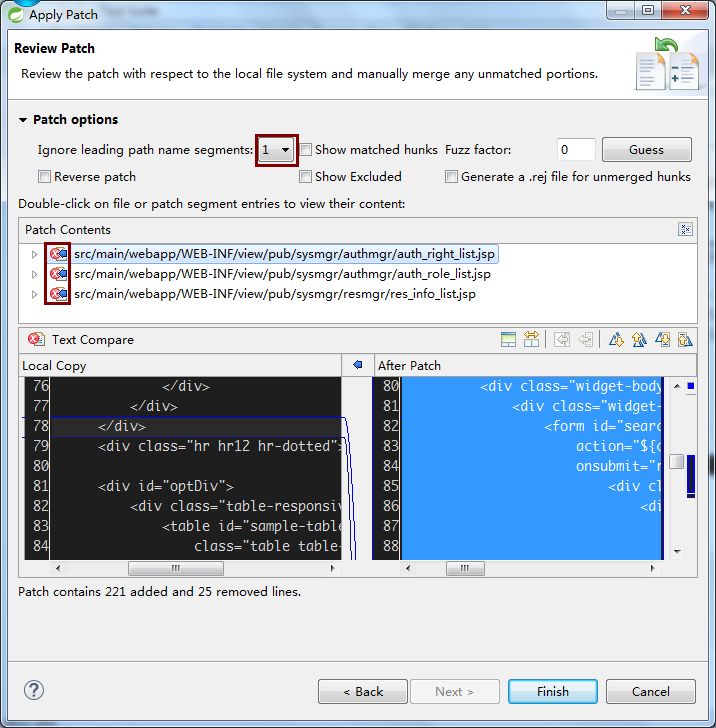 Apply Patch
Review Patch
Review the patch with respect to the local file system and manually merge any unmatched portions.
Patch options
Ignore leading path name segments: 1 Show matched hunks Fuzz factor: 0 Guess
Reverse patch Show Excluded Generate a .rej file for unmerged hunks
Double-click on file or patch segment entries to view their content:
Patch Contents
src/main/webapp/WEB-INF/view/pub/sysmgr/authmgr/auth_right_list.jsp
src/main/webapp/WEB-INF/view/pub/sysmgr/authmgr/auth_role_list.jsp
src/main/webapp/WEB-INF/view/pub/sysmgr/resmgr/res_info_list.jsp
Text Compare
Local Copy
76 </div>
77 </div>
78 </div>
79 <div class="hr hr12 hr-dotted"
80
81 <div id="optDiv">
82 <div class="table-responsiv
83 <table id="sample-table
84 class="table table-
After Patch
80 <div class="widget-body
81 <div class="widget-
82 <form id="searc
83 action="${c
84 onsubmit="r
85 <div cl
86 <di
87
88
Patch contains 221 added and 25 removed lines.
< Back Next > Finish Cancel